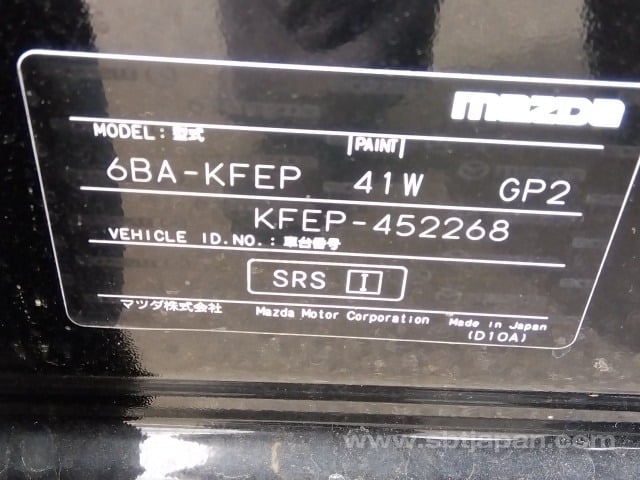 mazda
MODEL: 型式 PAINT
6BA-KFEP 41W GP2
KFEP-452268
VEHICLE ID.NO.: 車台番号
SRS I
マツダ株式会社 Mazda Motor Corporation Made in Japan
(D10A)
www.sbtjapan.com